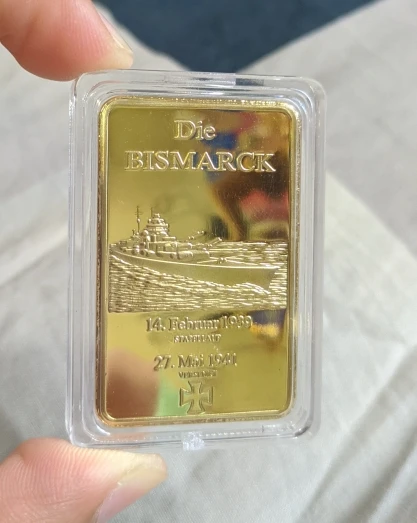 Die
BISMARCK
14. Februar 1939
27. Mai 1941